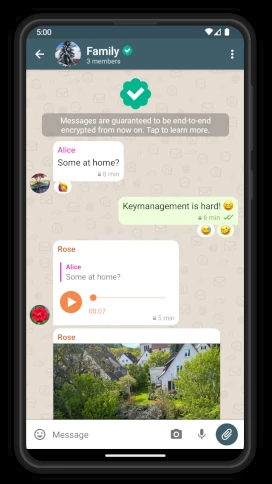 5:00
Family
3 members
Messages are guaranteed to be end-to-end
encrypted from now on. Tap to learn more.
Alice
Some at home?
8 min
Keymanagement is hard! 😅
6 min
Rose
Alice
Some at home?
00:07
5 min
Rose
Message